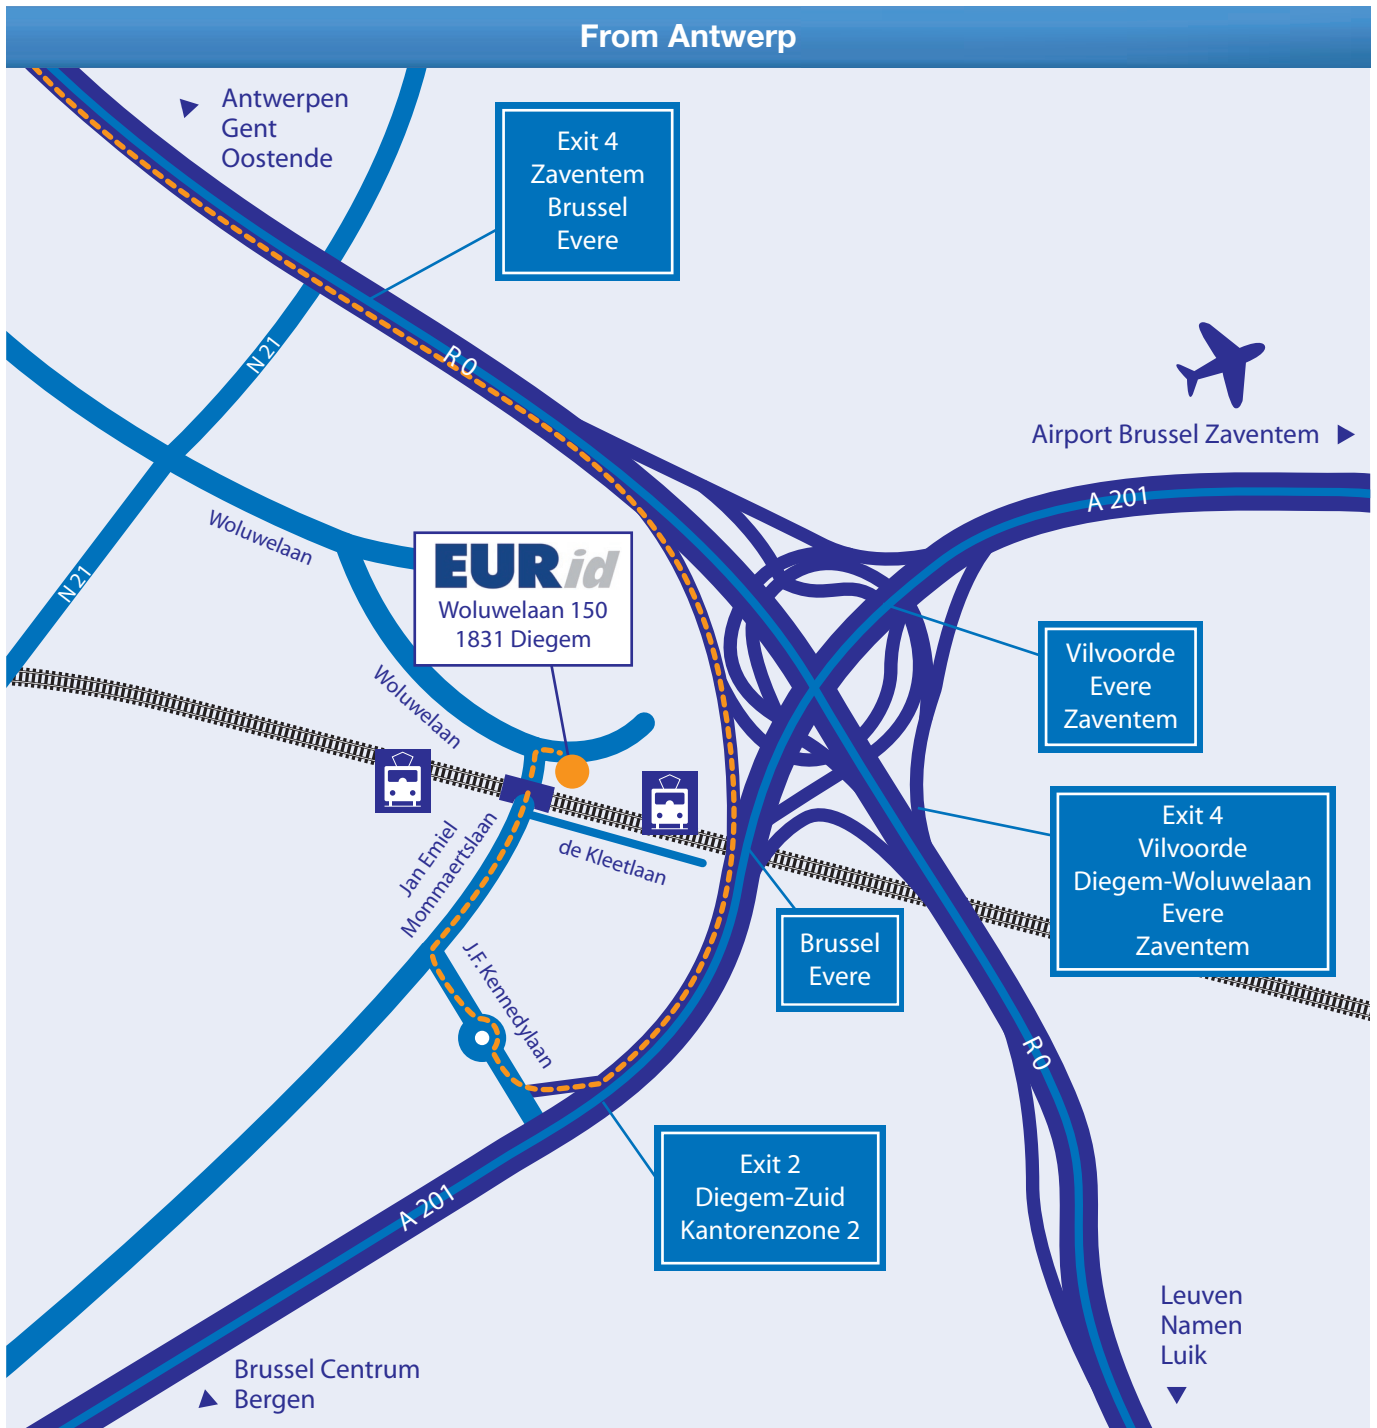 From Antwerp
Antwerpen
Gent
Oostende
Exit 4
Zaventem
Brussel
Evere
N 21
R 0
Airport Brussel Zaventem
A 201
Woluwelaan
N 21
EURid
Woluwelaan 150
1831 Diegem
Vilvoorde
Evere
Zaventem
Woluwelaan
Exit 4
Vilvoorde
Diegem-Woluwelaan
Evere
Zaventem
Jan Emiel
Mommaertslaan
de Kleetlaan
Brussel
Evere
J.F. Kennedylaan
R 0
Exit 2
Diegem-Zuid
Kantorenzone 2
A 201
Leuven
Namen
Luik
Brussel Centrum
Bergen